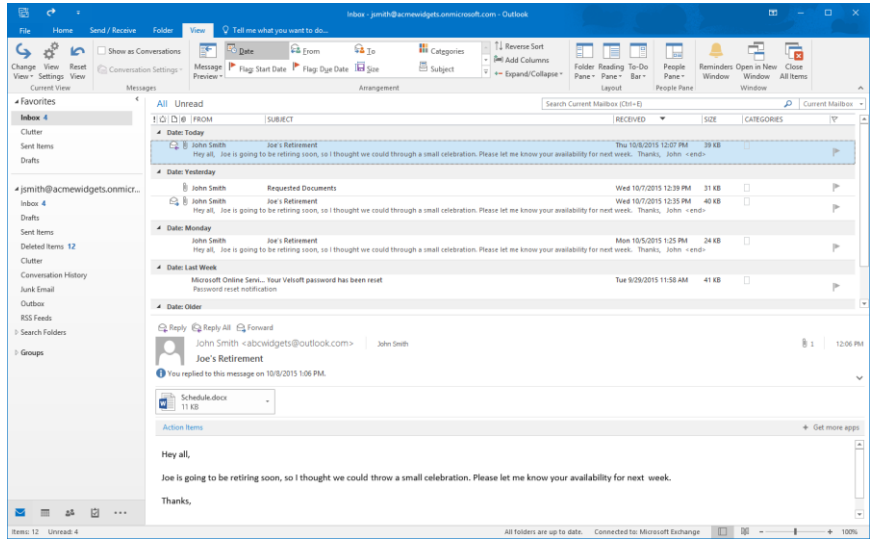 Inbox - jsmith@acmewidgets.onmicrosoft.com - Outlook
File Home Send / Receive Folder View Tell me what you want to do...
Change View View Settings Reset View
Current View
Show as Conversations
Conversation Settings
Messages
Message Preview
Date From To Categories
Flag: Start Date Flag: Due Date Size Subject
Arrangement
Reverse Sort
Add Columns
Expand/Collapse
Folder Pane Reading Pane To-Do Bar
Layout
People Pane
People Pane
Reminders Window Open in New Window Close All Items
Window
Favorites
Inbox 4
Clutter
Sent Items
Drafts
jsmith@acmewidgets.onmicr...
Inbox 4
Drafts
Sent Items
Deleted Items 12
Clutter
Conversation History
Junk Email
Outbox
RSS Feeds
Search Folders
Groups
All Unread
Search Current Mailbox (Ctrl+E) Current Mailbox
FROM SUBJECT RECEIVED SIZE CATEGORIES
Date: Today
John Smith Joe's Retirement Thu 10/8/2015 12:07 PM 39 KB
Hey all, Joe is going to be retiring soon, so I thought we could through a small celebration. Please let me know your availability for next week. Thanks, John <end>
Date: Yesterday
John Smith Requested Documents Wed 10/7/2015 12:39 PM 31 KB
John Smith Joe's Retirement Wed 10/7/2015 12:35 PM 40 KB
Hey all, Joe is going to be retiring soon, so I thought we could through a small celebration. Please let me know your availability for next week. Thanks, John <end>
Date: Monday
John Smith Joe's Retirement Mon 10/5/2015 1:25 PM 24 KB
Hey all, Joe is going to be retiring soon, so I thought we could through a small celebration. Please let me know your availability for next week. Thanks, John <end>
Date: Last Week
Microsoft Online Servi... Your Velsoft password has been reset Tue 9/29/2015 11:58 AM 41 KB
Password reset notification
Date: Older
Reply Reply All Forward
John Smith <abcwidgets@outlook.com> John Smith 1 12:06 PM
Joe's Retirement
You replied to this message on 10/8/2015 1:06 PM.
Schedule.docx
11 KB
Action Items + Get more apps
Hey all,
Joe is going to be retiring soon, so I thought we could throw a small celebration. Please let me know your availability for next week.
Thanks,
Items: 12 Unread: 4 All folders are up to date. Connected to: Microsoft Exchange 100%